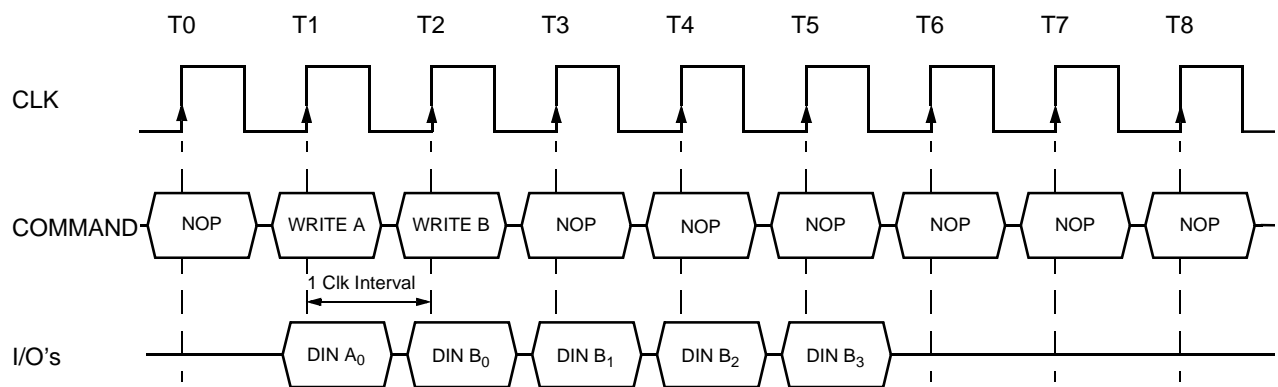 T0 T1 T2 T3 T4 T5 T6 T7 T8
CLK
COMMAND NOP WRITE A WRITE B NOP NOP NOP NOP NOP NOP
1 Clk Interval
I/O's DIN A0 DIN B0 DIN B1 DIN B2 DIN B3